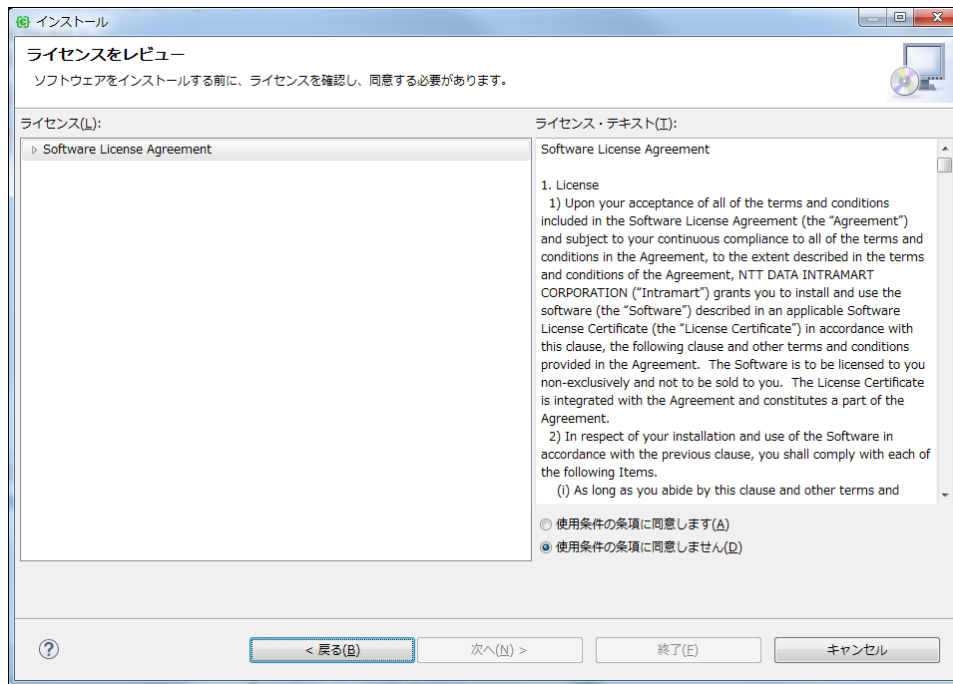 インストール
ライセンスをレビュー
ソフトウェアをインストールする前に、ライセンスを確認し、同意する必要があります。
ライセンス(L):
Software License Agreement
ライセンス・テキスト(T):
Software License Agreement
1. License
1) Upon your acceptance of all of the terms and conditions
included in the Software License Agreement (the “Agreement”)
and subject to your continuous compliance to all of the terms and
conditions in the Agreement, to the extent described in the terms
and conditions of the Agreement, NTT DATA INTRAMART
CORPORATION (“Intramart”) grants you to install and use the
software (the “Software”) described in an applicable Software
License Certificate (the “License Certificate”) in accordance with
this clause, the following clause and other terms and conditions
provided in the Agreement.  The Software is to be licensed to you
non-exclusively and not to be sold to you.  The License Certificate
is integrated with the Agreement and constitutes a part of the
Agreement.
2) In respect of your installation and use of the Software in
accordance with the previous clause, you shall comply with each of
the following Items.
(i) As long as you abide by this clause and other terms and
使用条件の条項に同意します(A)
使用条件の条項に同意しません(D)
< 戻る(B)
次へ(N) >
終了(F)
キャンセル